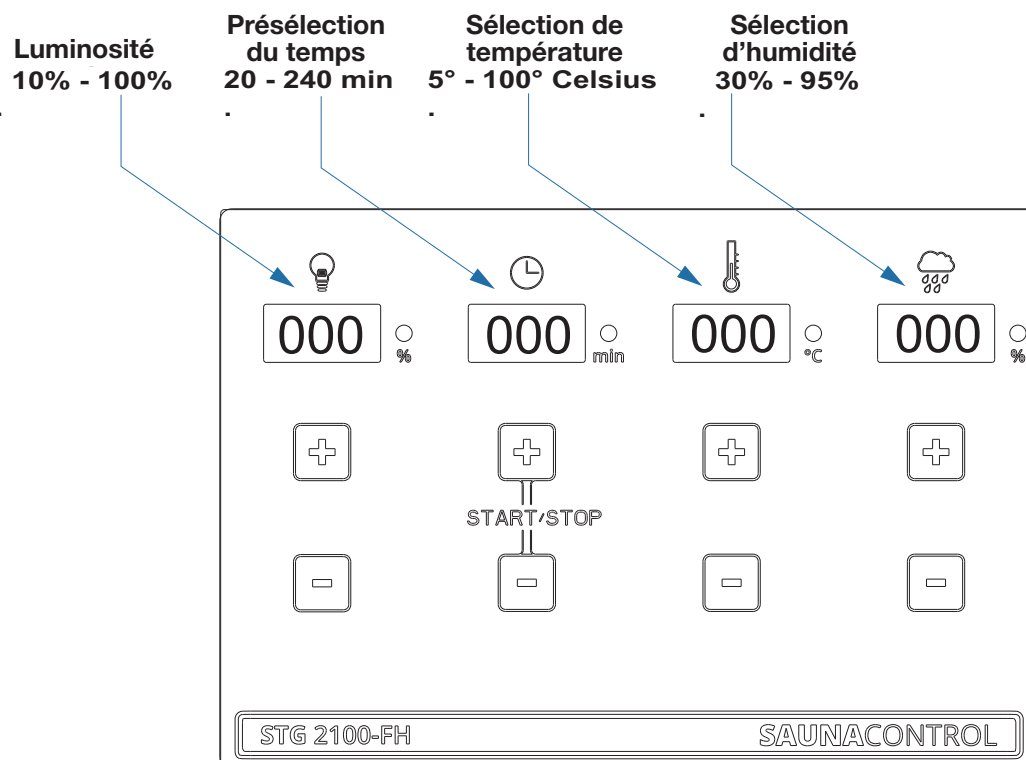 Luminosité
10% - 100%
Présélection
du temps
20 - 240 min
Sélection de
température
5° - 100° Celsius
Sélection
d’humidité
30% - 95%
. . . .
000 % 000 min 000 °C 000 %
+ + + +
START/STOP
- - - -
STG 2100-FH SAUNACONTROL